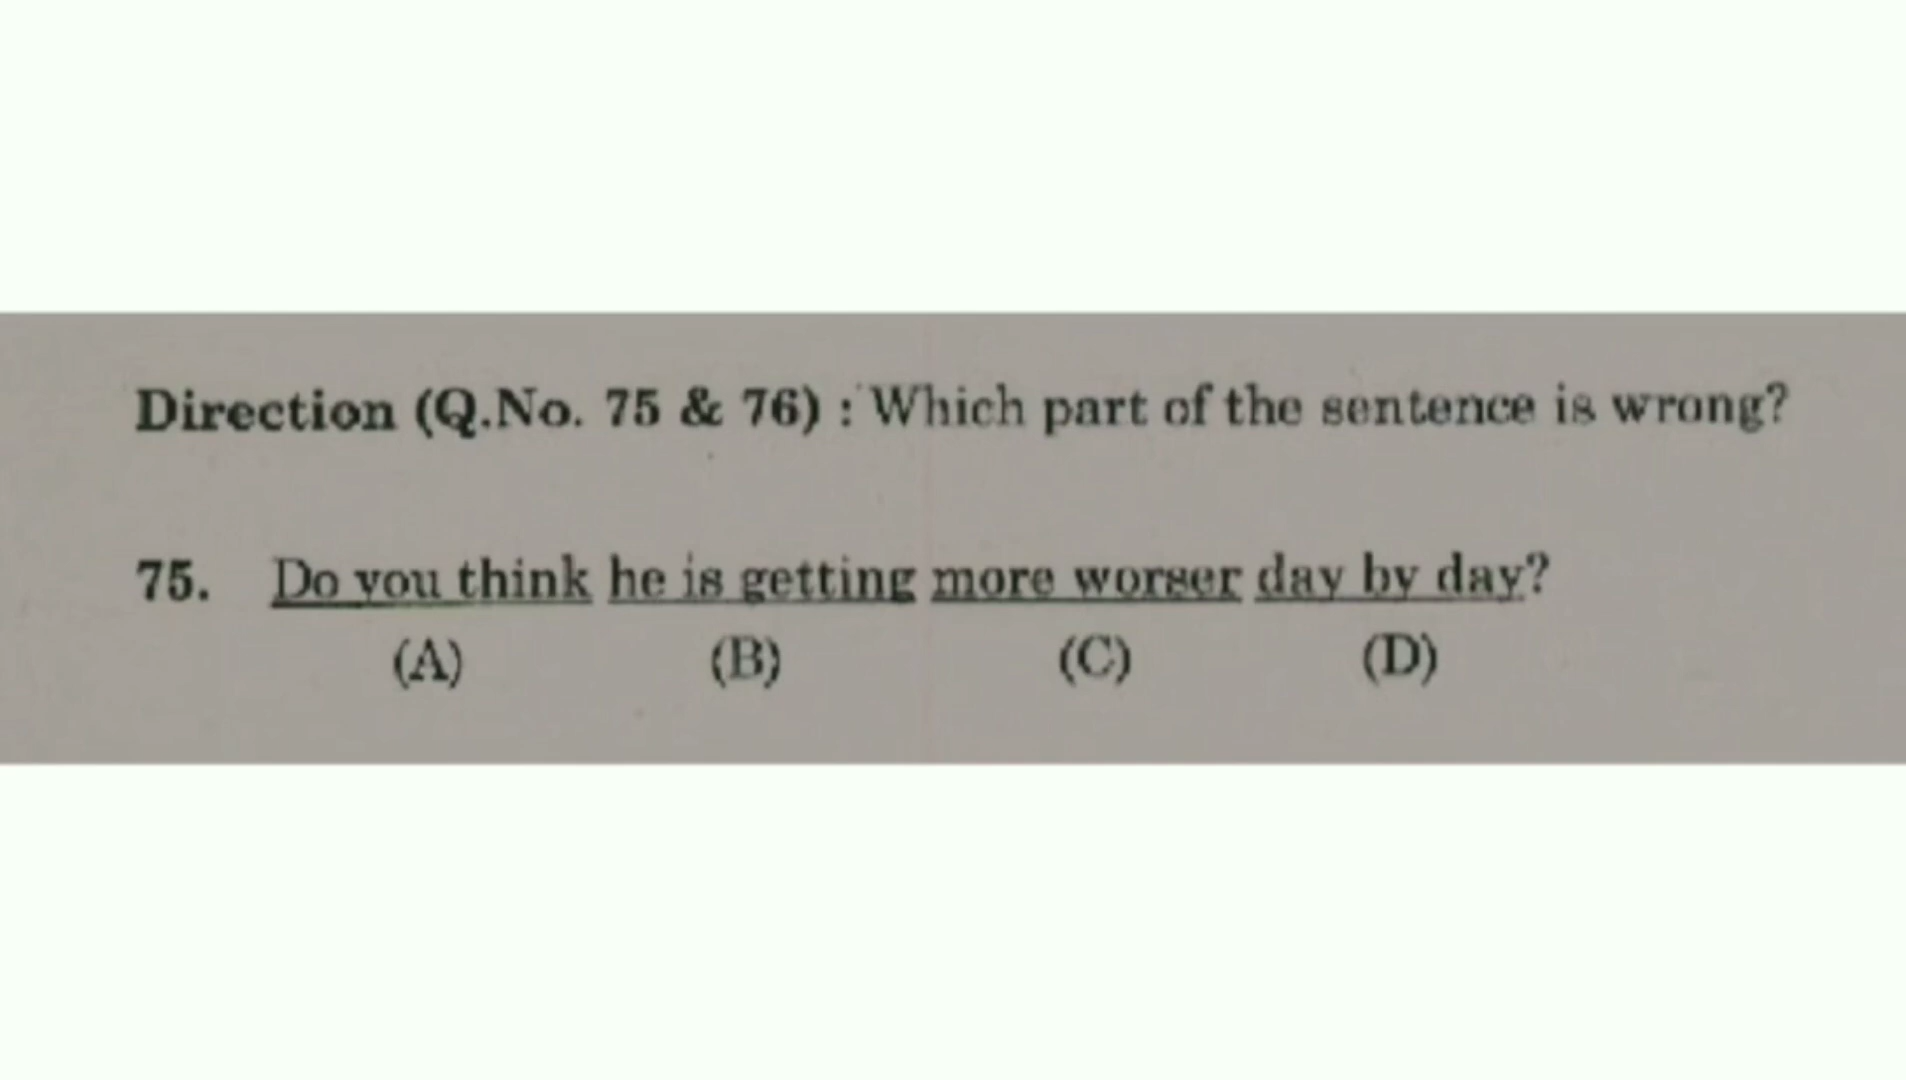 Direction (Q.No. 75 & 76) : Which part of the sentence is wrong?
75. Do you think he is getting more worser day by day?
(A) (B) (C) (D)